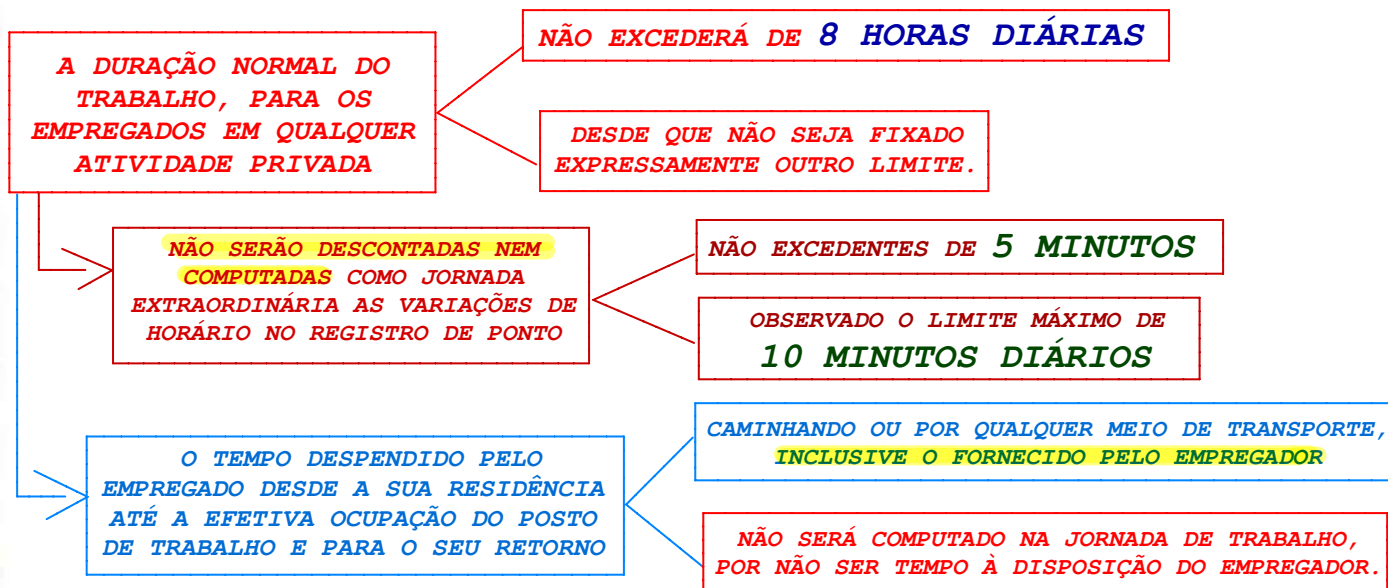 A DURAÇÃO NORMAL DO
TRABALHO, PARA OS
EMPREGADOS EM QUALQUER
ATIVIDADE PRIVADA
NÃO EXCEDERÁ DE 8 HORAS DIÁRIAS
DESDE QUE NÃO SEJA FIXADO
EXPRESSAMENTE OUTRO LIMITE.
NÃO SERÃO DESCONTADAS NEM
COMPUTADAS COMO JORNADA
EXTRAORDINÁRIA AS VARIAÇÕES DE
HORÁRIO NO REGISTRO DE PONTO
NÃO EXCEDENTES DE 5 MINUTOS
OBSERVADO O LIMITE MÁXIMO DE
10 MINUTOS DIÁRIOS
O TEMPO DESPENDIDO PELO
EMPREGADO DESDE A SUA RESIDÊNCIA
ATÉ A EFETIVA OCUPAÇÃO DO POSTO
DE TRABALHO E PARA O SEU RETORNO
CAMINHANDO OU POR QUALQUER MEIO DE TRANSPORTE,
INCLUSIVE O FORNECIDO PELO EMPREGADOR
NÃO SERÁ COMPUTADO NA JORNADA DE TRABALHO,
POR NÃO SER TEMPO À DISPOSIÇÃO DO EMPREGADOR.